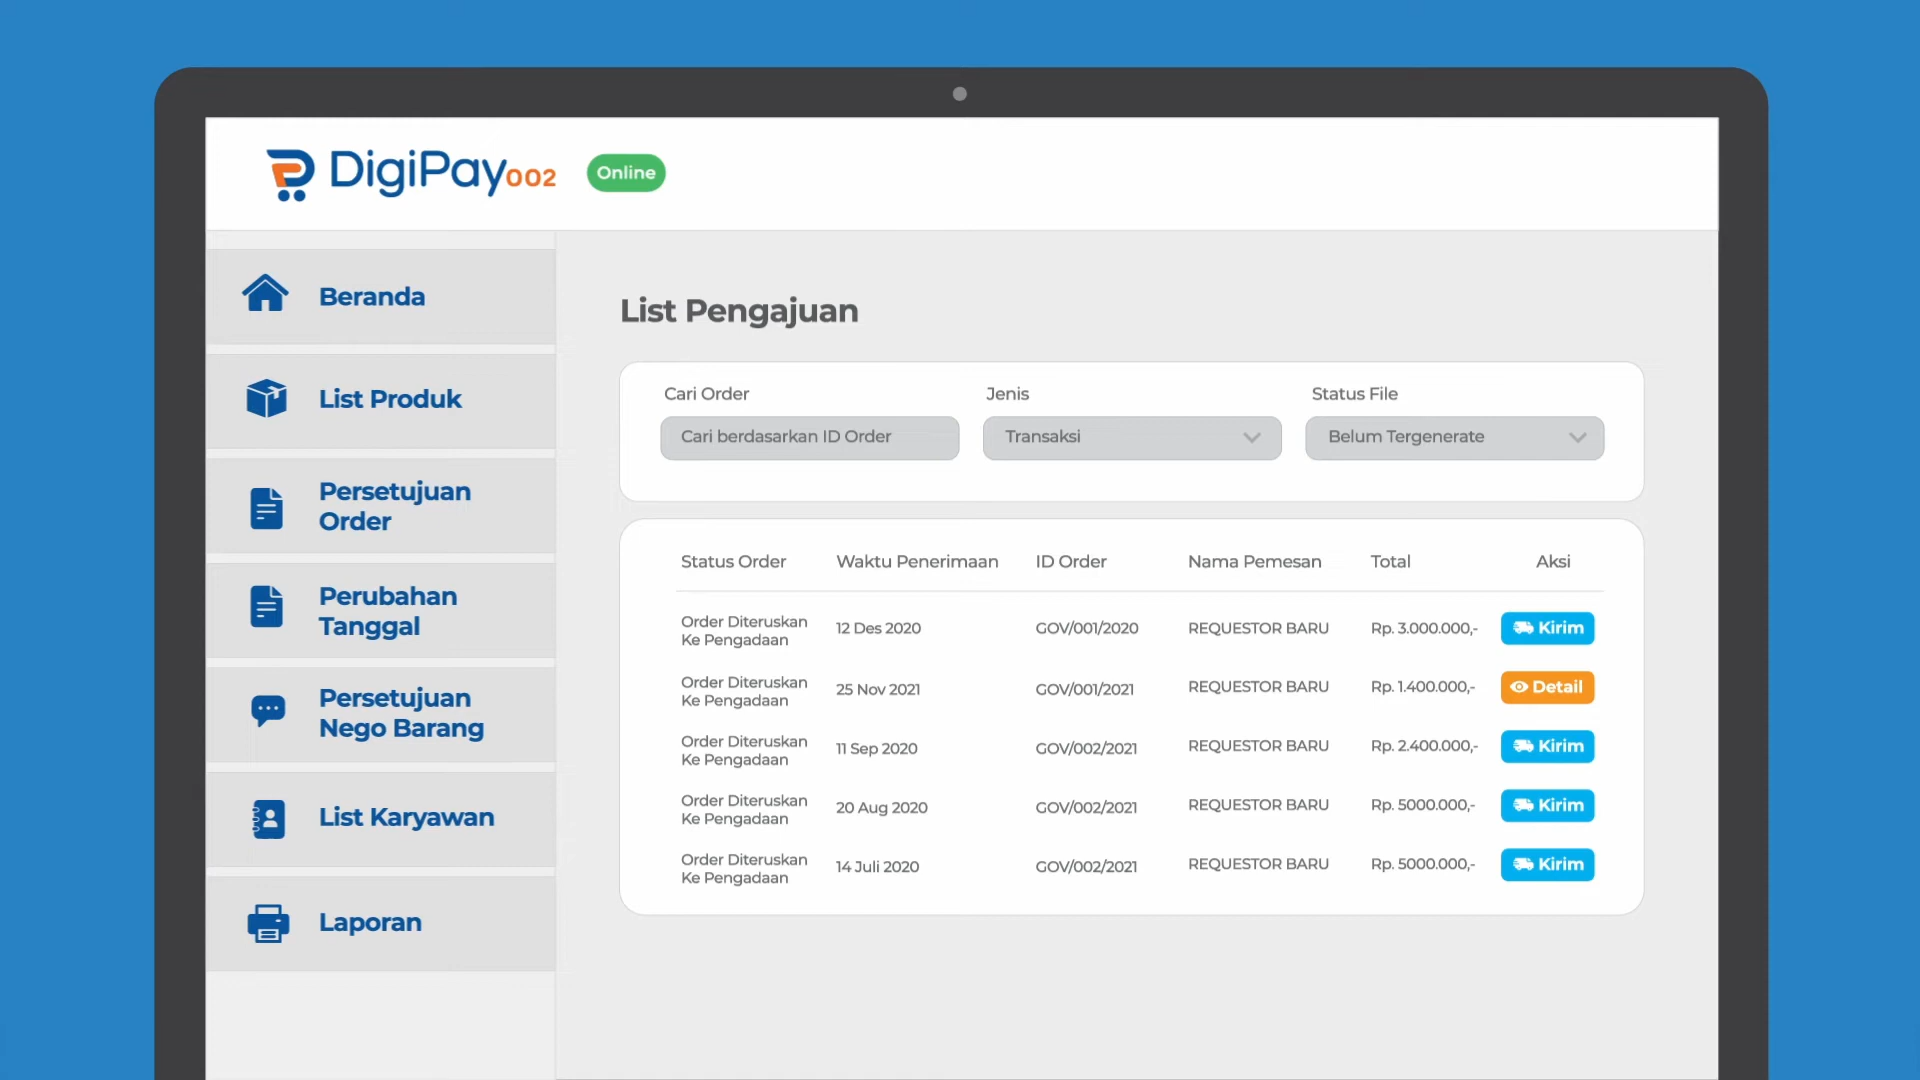 DigiPay002
Online
Beranda
List Produk
Persetujuan
Order
Perubahan
Tanggal
Persetujuan
Nego Barang
List Karyawan
Laporan
List Pengajuan
Cari Order
Jenis
Status File
Cari berdasarkan ID Order
Transaksi
Belum Tergenerate
Status Order
Waktu Penerimaan
ID Order
Nama Pemesan
Total
Aksi
Order Diteruskan
Ke Pengadaan
12 Des 2020
GOV/001/2020
REQUESTOR BARU
Rp. 3.000.000,-
Kirim
Order Diteruskan
Ke Pengadaan
25 Nov 2021
GOV/001/2021
REQUESTOR BARU
Rp. 1.400.000,-
Detail
Order Diteruskan
Ke Pengadaan
11 Sep 2020
GOV/002/2021
REQUESTOR BARU
Rp. 2.400.000,-
Kirim
Order Diteruskan
Ke Pengadaan
20 Aug 2020
GOV/002/2021
REQUESTOR BARU
Rp. 5000.000,-
Kirim
Order Diteruskan
Ke Pengadaan
14 Juli 2020
GOV/002/2021
REQUESTOR BARU
Rp. 5000.000,-
Kirim